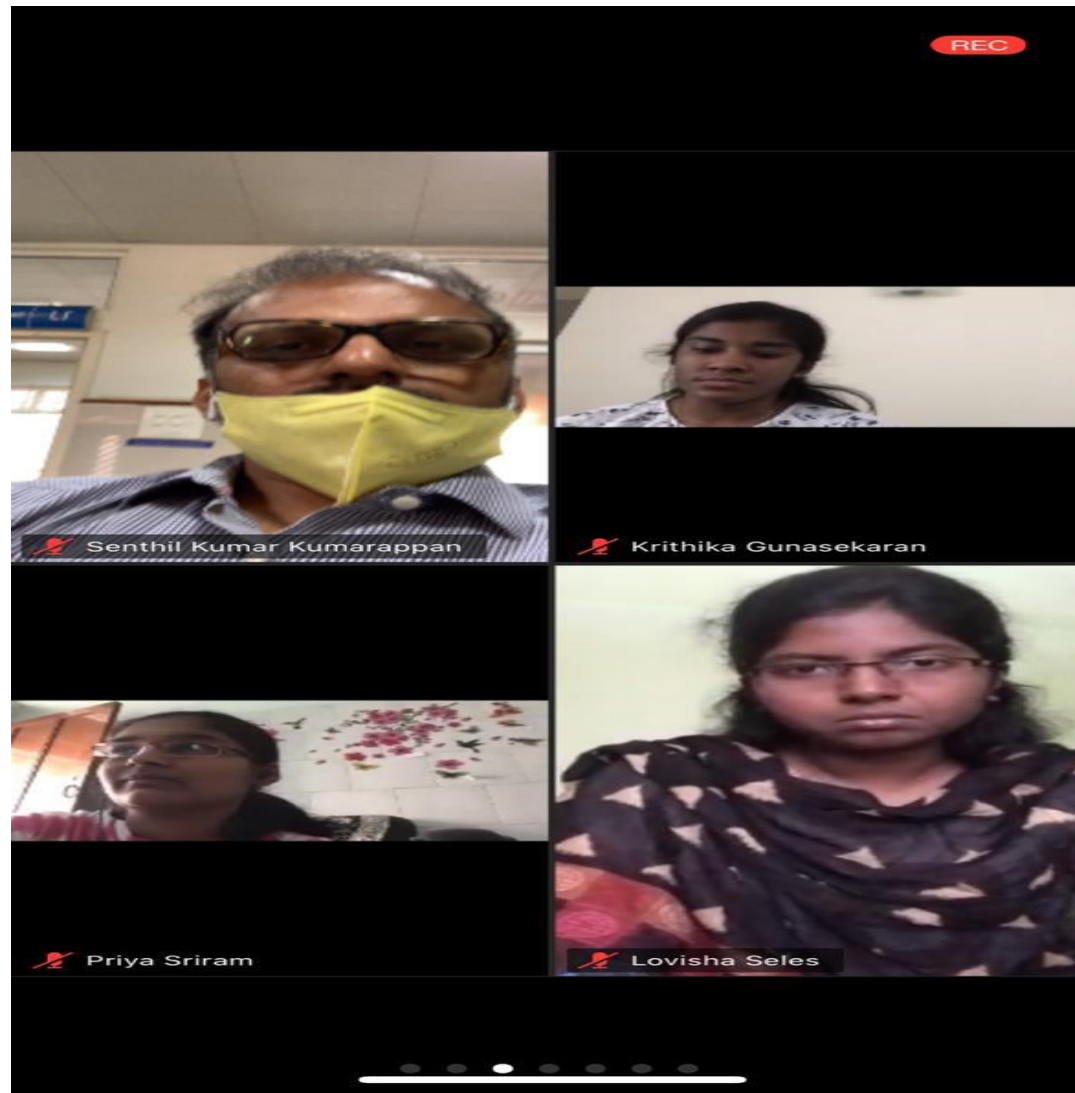 REC
Senthil Kumar Kumarappan
Krithika Gunasekaran
Priya Sriram
Lovisha Seles